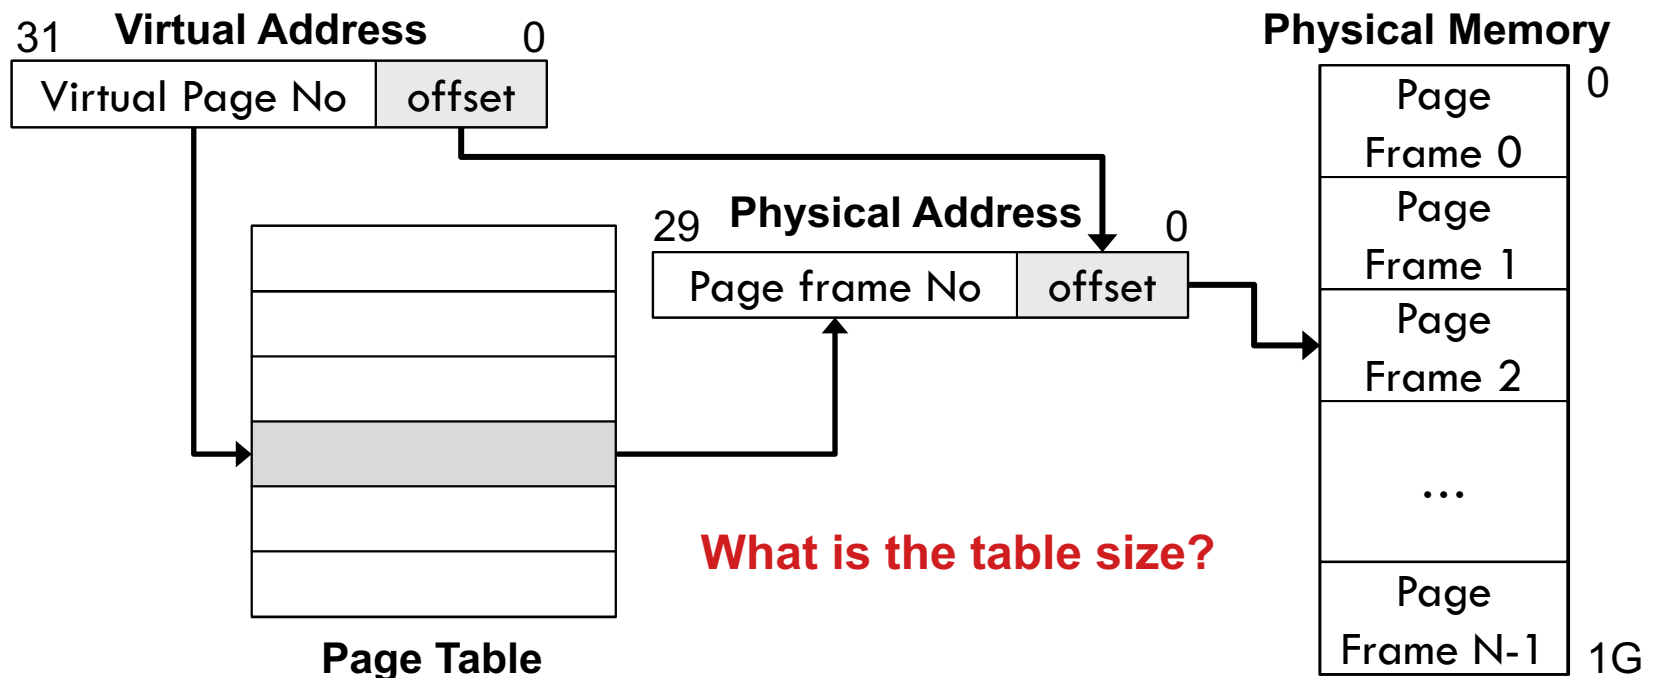 Virtual Address
31
0
Virtual Page No
offset
Physical Address
29
0
Page frame No
offset
Page Table
What is the table size?
Physical Memory
0
Page
Frame 0
Page
Frame 1
Page
Frame 2
...
Page
Frame N-1
1G